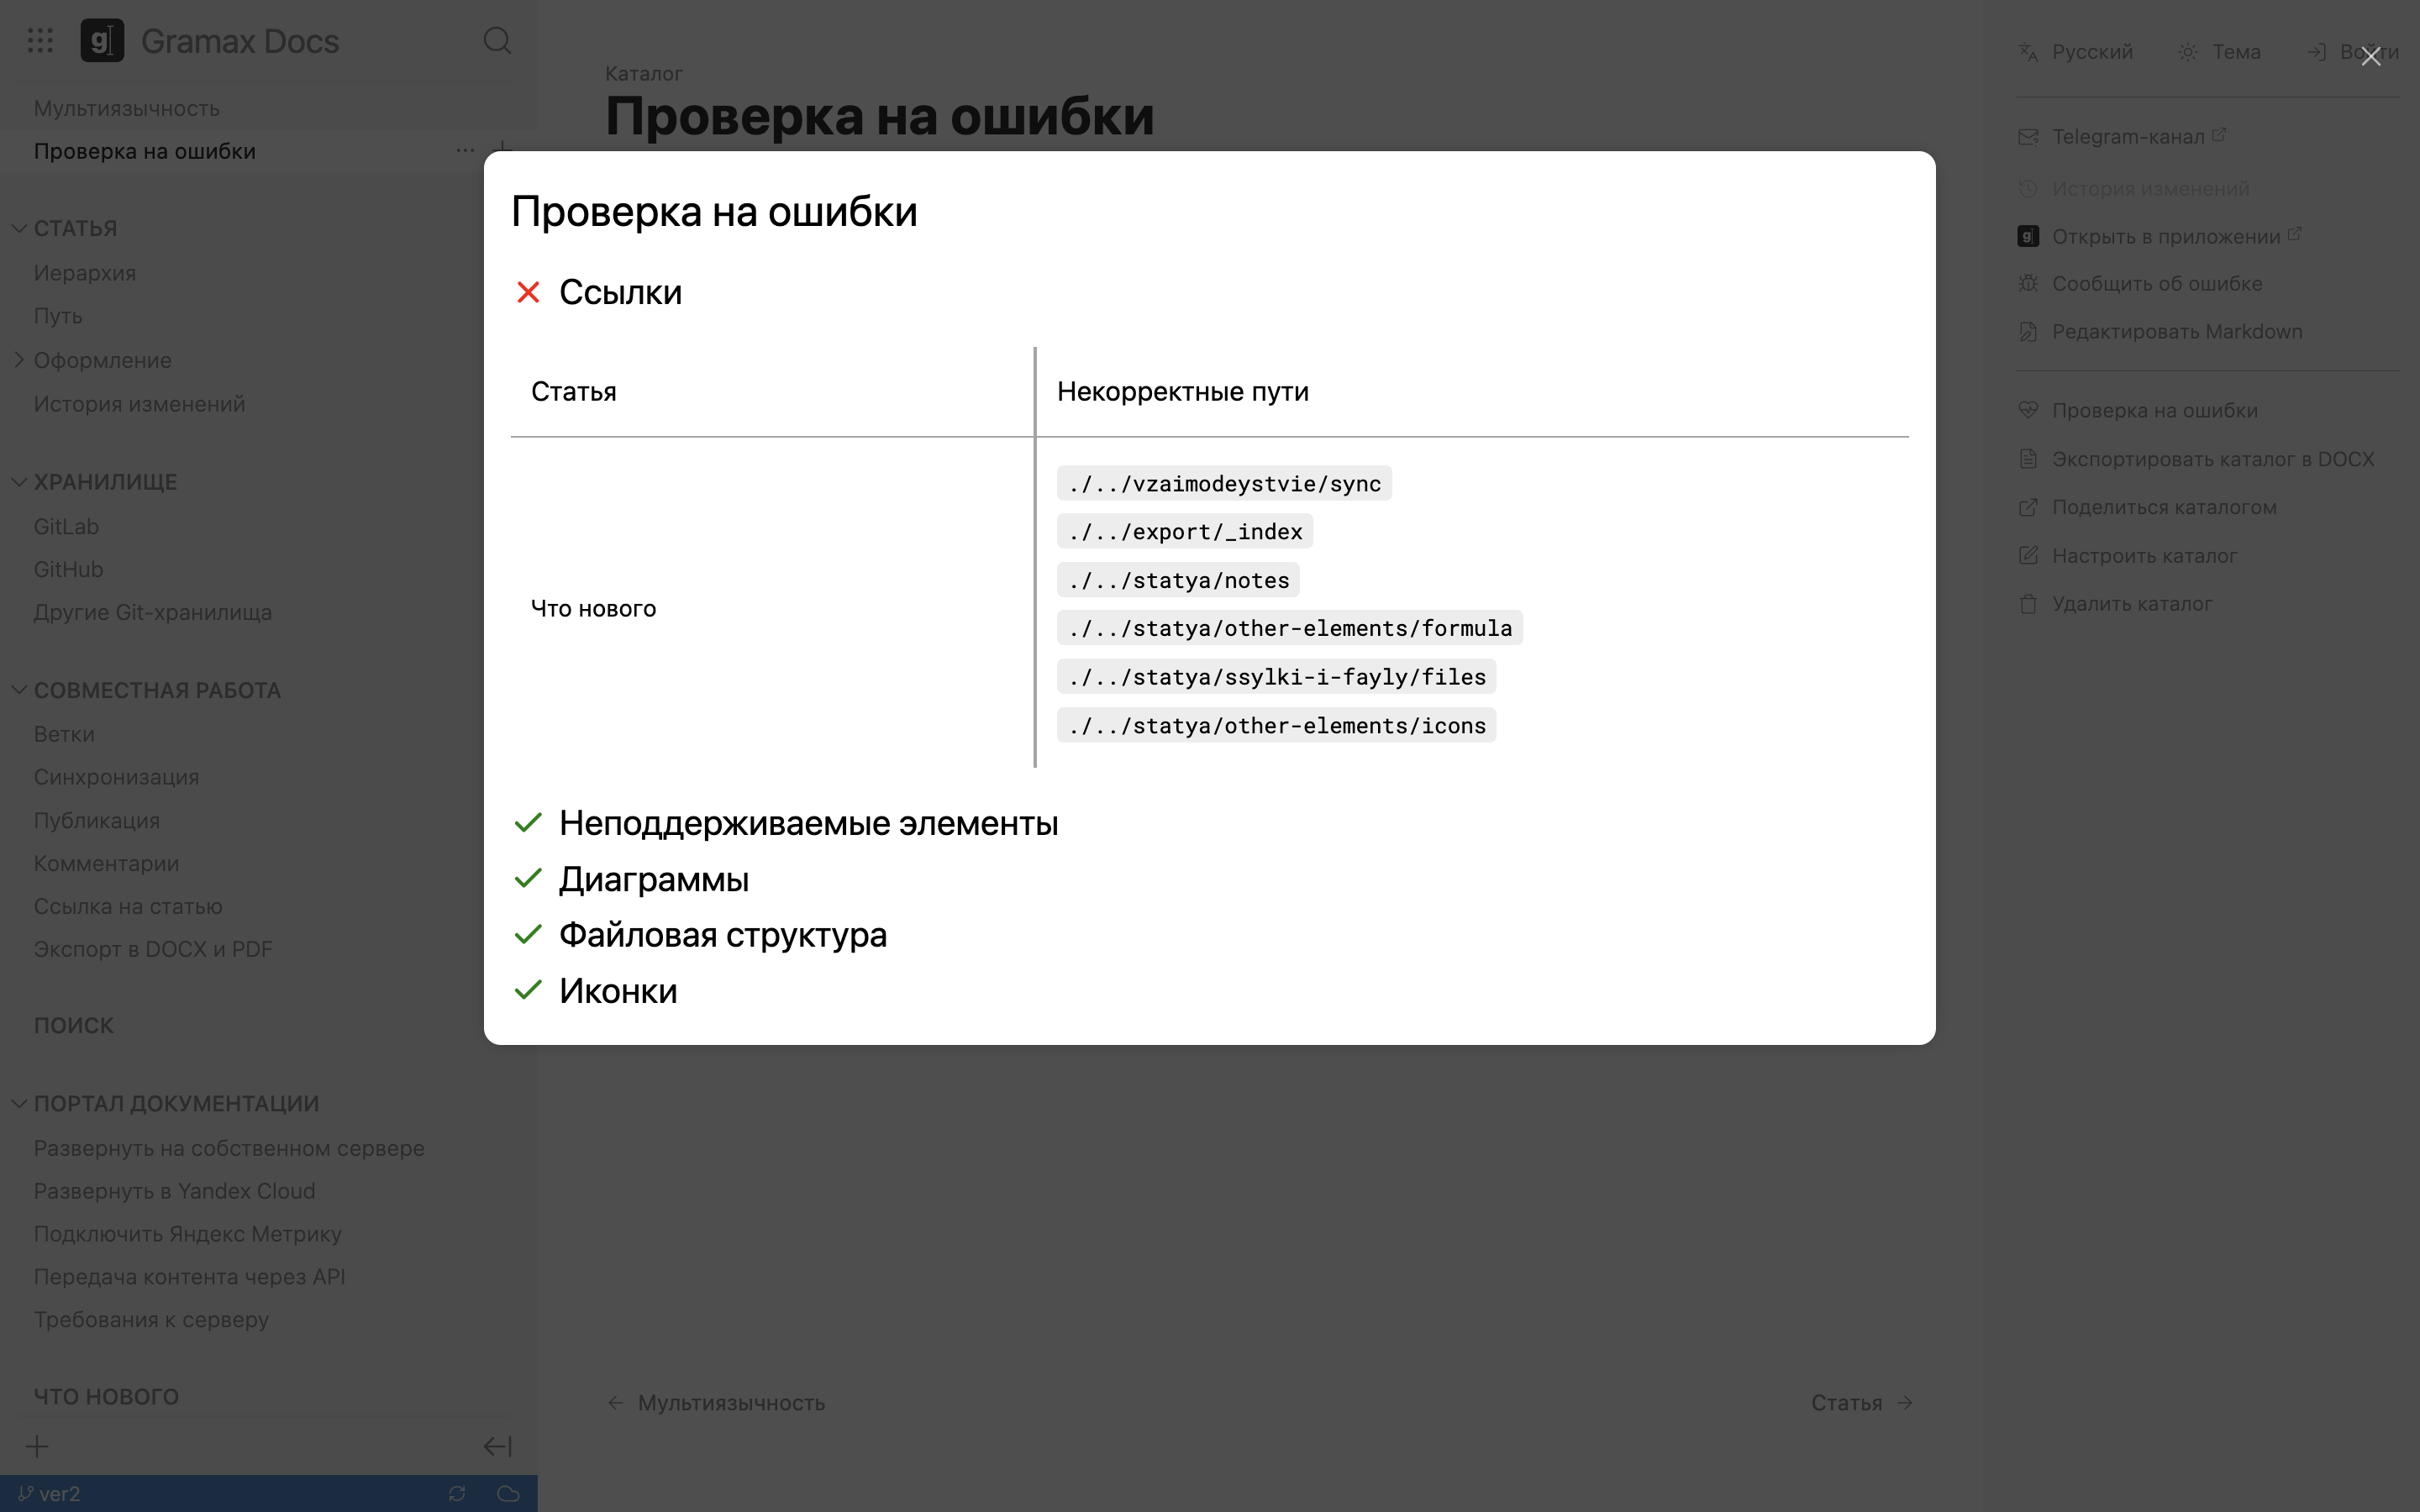 Gramax Docs
Мультиязычность
Проверка на ошибки
СТАТЬЯ
Иерархия
Путь
Оформление
История изменений
ХРАНИЛИЩЕ
GitLab
GitHub
Другие Git-хранилища
СОВМЕСТНАЯ РАБОТА
Ветки
Синхронизация
Публикация
Комментарии
Ссылка на статью
Экспорт в DOCX и PDF
ПОИСК
ПОРТАЛ ДОКУМЕНТАЦИИ
Развернуть на собственном сервере
Развернуть в Yandex Cloud
Подключить Яндекс Метрику
Передача контента через API
Требования к серверу
ЧТО НОВОГО
ver2
Каталог
Проверка на ошибки
Проверка на ошибки
Ссылки
Статья
Некорректные пути
Что нового
./../vzaimodeystvie/sync
./../export/_index
./../statya/notes
./../statya/other-elements/formula
./../statya/ssylki-i-fayly/files
./../statya/other-elements/icons
Неподдерживаемые элементы
Диаграммы
Файловая структура
Иконки
Мультиязычность
Статья
Русский Тема Войти
Telegram-канал
История изменений
Открыть в приложении
Сообщить об ошибке
Редактировать Markdown
Проверка на ошибки
Экспортировать каталог в DOCX
Поделиться каталогом
Настроить каталог
Удалить каталог